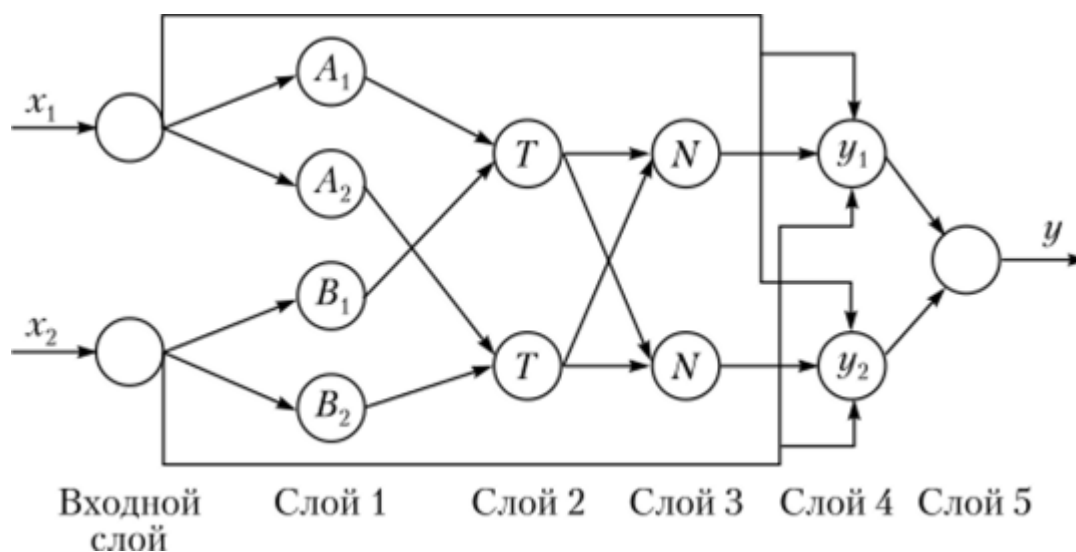 x₁
A₁
A₂
T
N
y₁
y
B₁
x₂
T
N
y₂
B₂
Входной слой
Слой 1
Слой 2
Слой 3
Слой 4
Слой 5